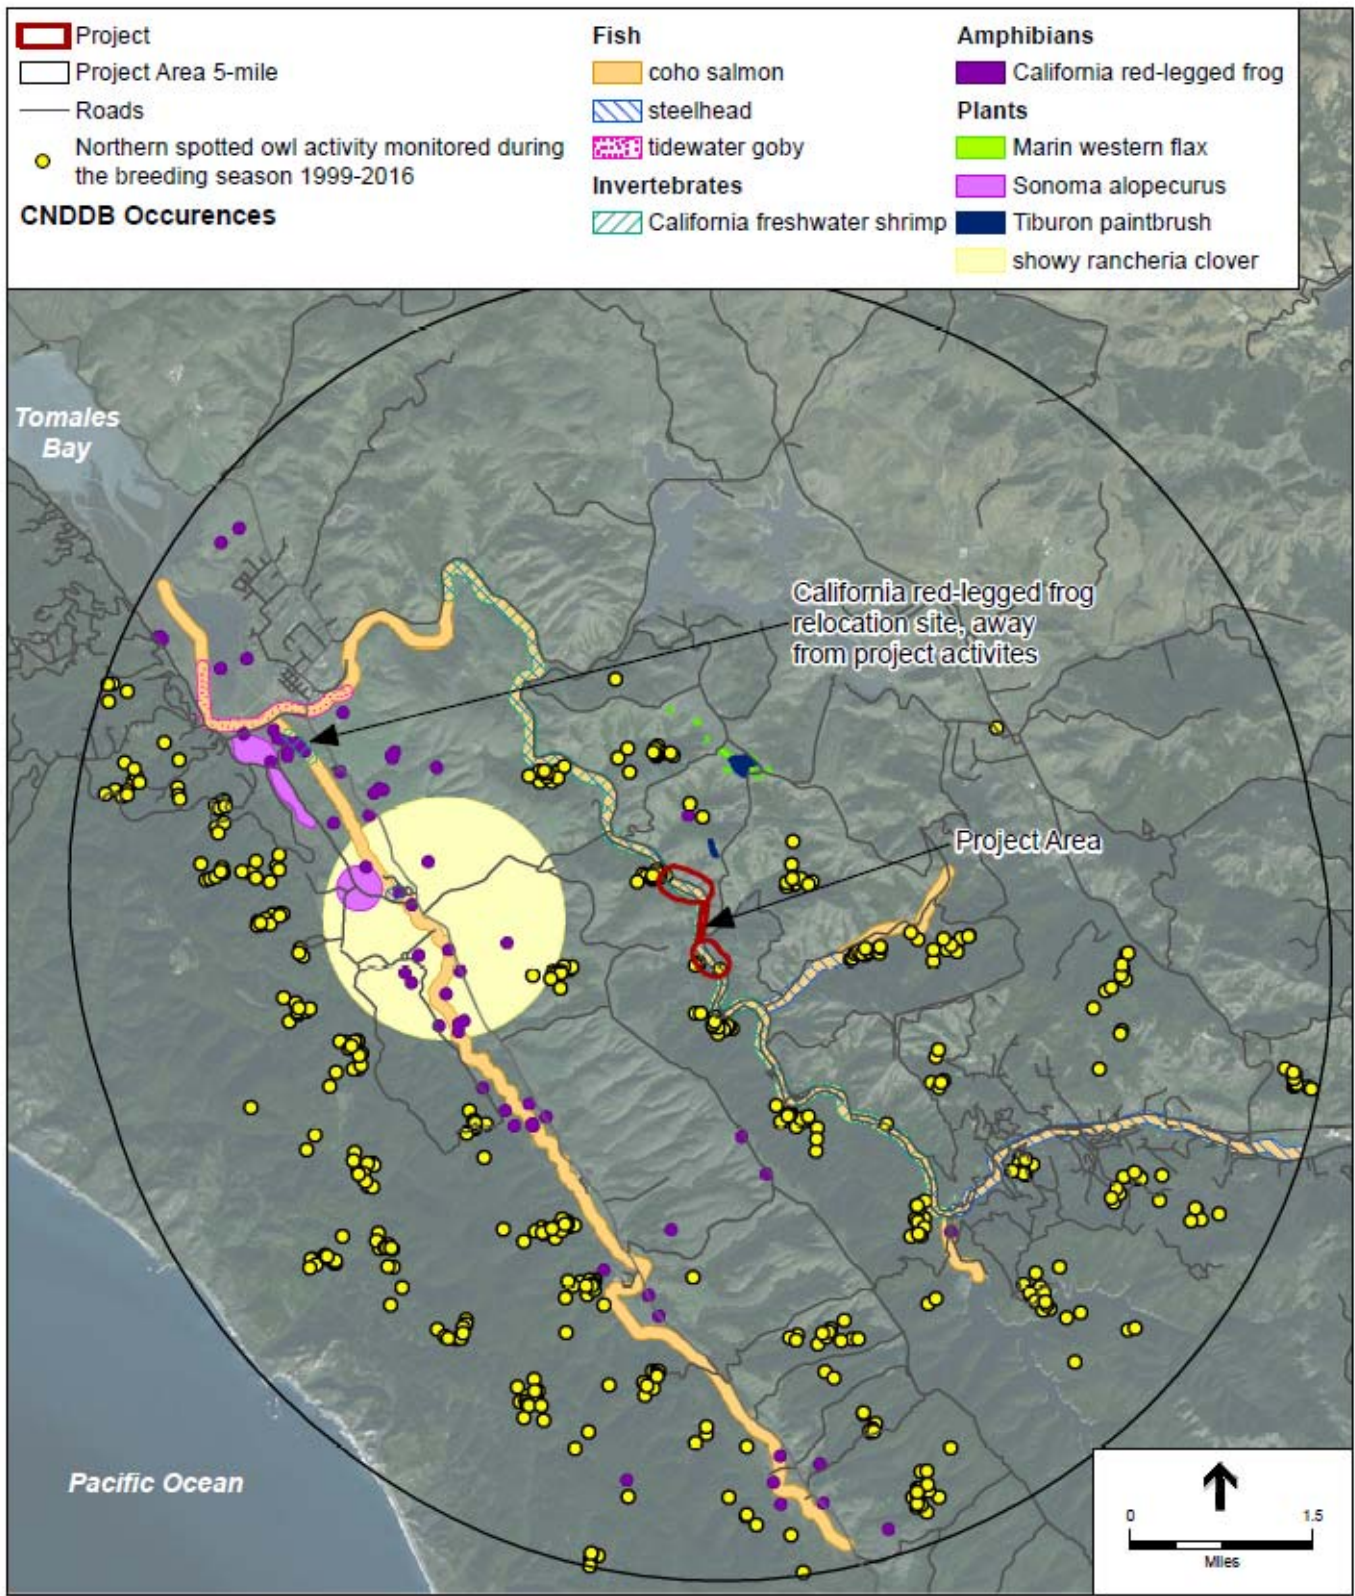 Project
Project Area 5-mile
Roads
Northern spotted owl activity monitored during
the breeding season 1999-2016
CNDDB Occurences
Fish
coho salmon
steelhead
tidewater goby
Invertebrates
California freshwater shrimp
Amphibians
California red-legged frog
Plants
Marin western flax
Sonoma alopecurus
Tiburon paintbrush
showy rancheria clover
Tomales
Bay
California red-legged frog
relocation site, away
from project activites
Project Area
Pacific Ocean
0 1.5
Miles